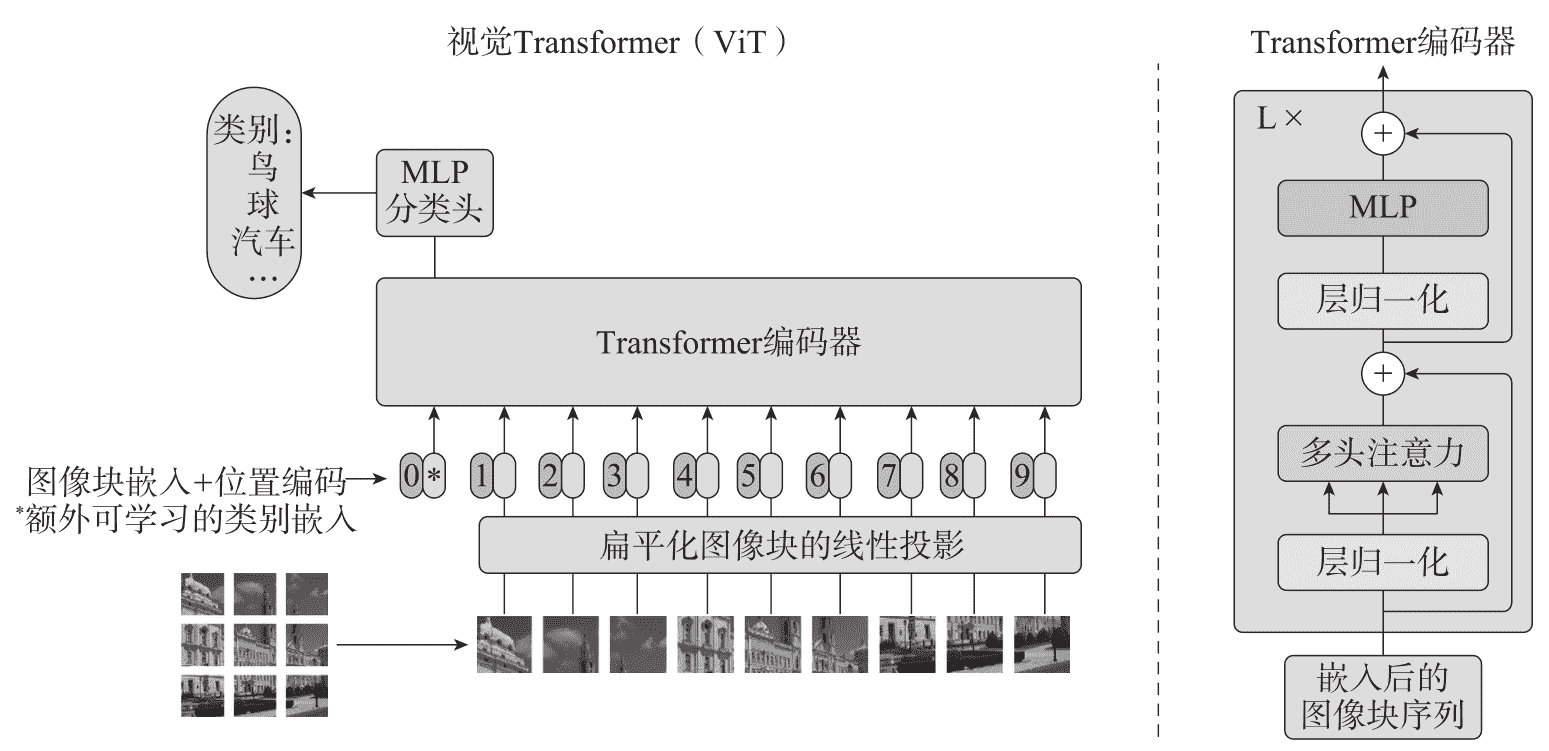 视觉Transformer（ViT）
类别：
鸟
球
汽车
…
MLP
分类头
Transformer编码器
图像块嵌入+位置编码
*额外可学习的类别嵌入
0* 1 2 3 4 5 6 7 8 9
扁平化图像块的线性投影
Transformer编码器
L×
+
MLP
层归一化
+
多头注意力
层归一化
嵌入后的
图像块序列